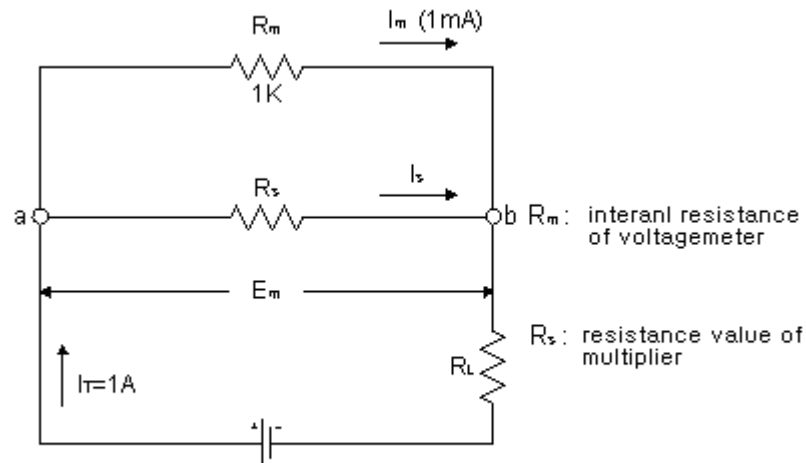 Rm
Im (1mA)
1K
Rs
Is
a
b
Rm : interanl resistance
of voltagemeter
Em
Rs : resistance value of
multiplier
RL
IT=1A
+ -